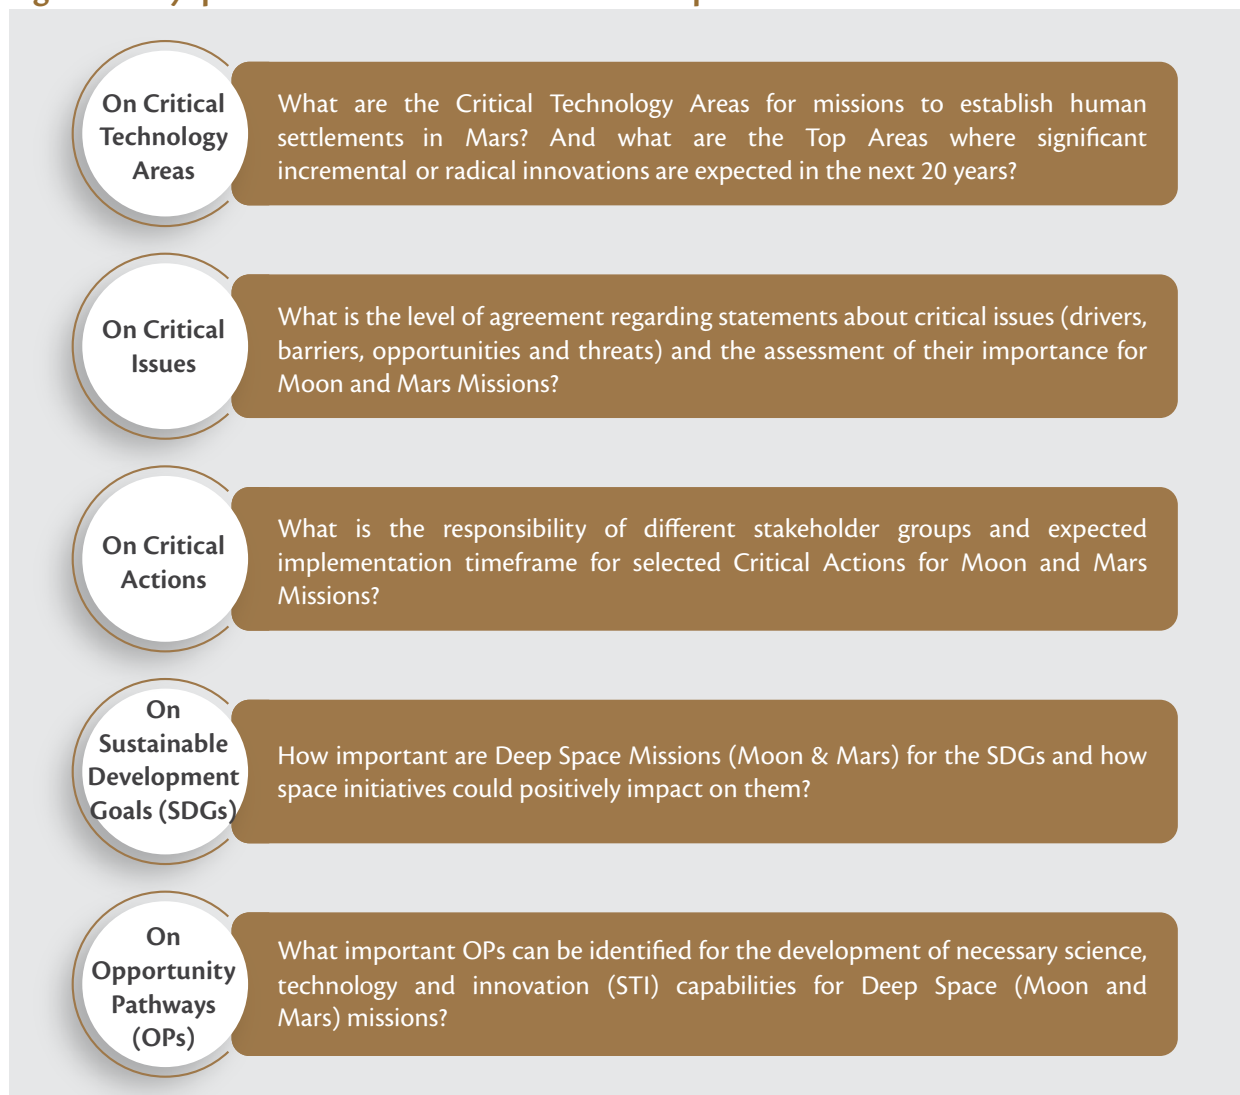 On Critical
Technology
Areas
What are the Critical Technology Areas for missions to establish human
settlements in Mars? And what are the Top Areas where significant
incremental or radical innovations are expected in the next 20 years?
On Critical
Issues
What is the level of agreement regarding statements about critical issues (drivers,
barriers, opportunities and threats) and the assessment of their importance for
Moon and Mars Missions?
On Critical
Actions
What is the responsibility of different stakeholder groups and expected
implementation timeframe for selected Critical Actions for Moon and Mars
Missions?
On
Sustainable
Development
Goals (SDGs)
How important are Deep Space Missions (Moon & Mars) for the SDGs and how
space initiatives could positively impact on them?
On
Opportunity
Pathways
(OPs)
What important OPs can be identified for the development of necessary science,
technology and innovation (STI) capabilities for Deep Space (Moon and
Mars) missions?